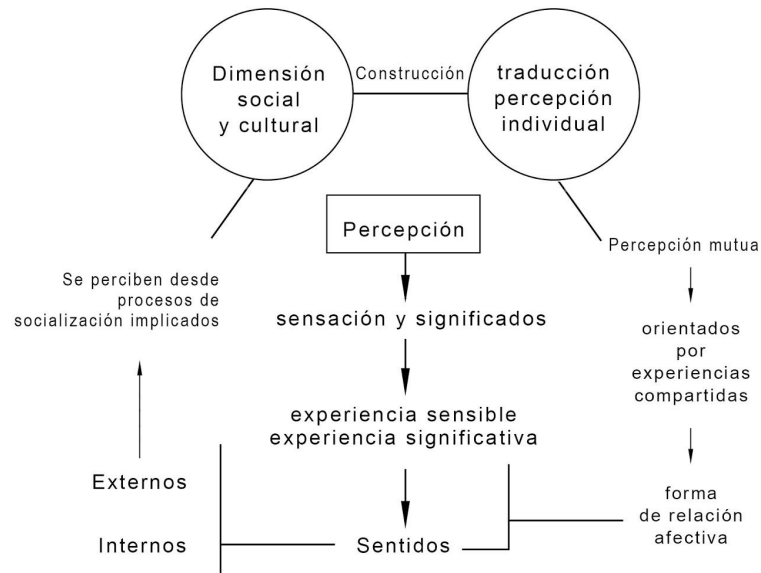 Dimensión
social
y cultural
Construcción
traducción
percepción
individual
Percepción
Percepción mutua
Se perciben desde
procesos de
socialización implicados
sensación y significados
orientados
por
experiencias
compartidas
experiencia sensible
experiencia significativa
Externos
Internos
Sentidos
forma
de relación
afectiva